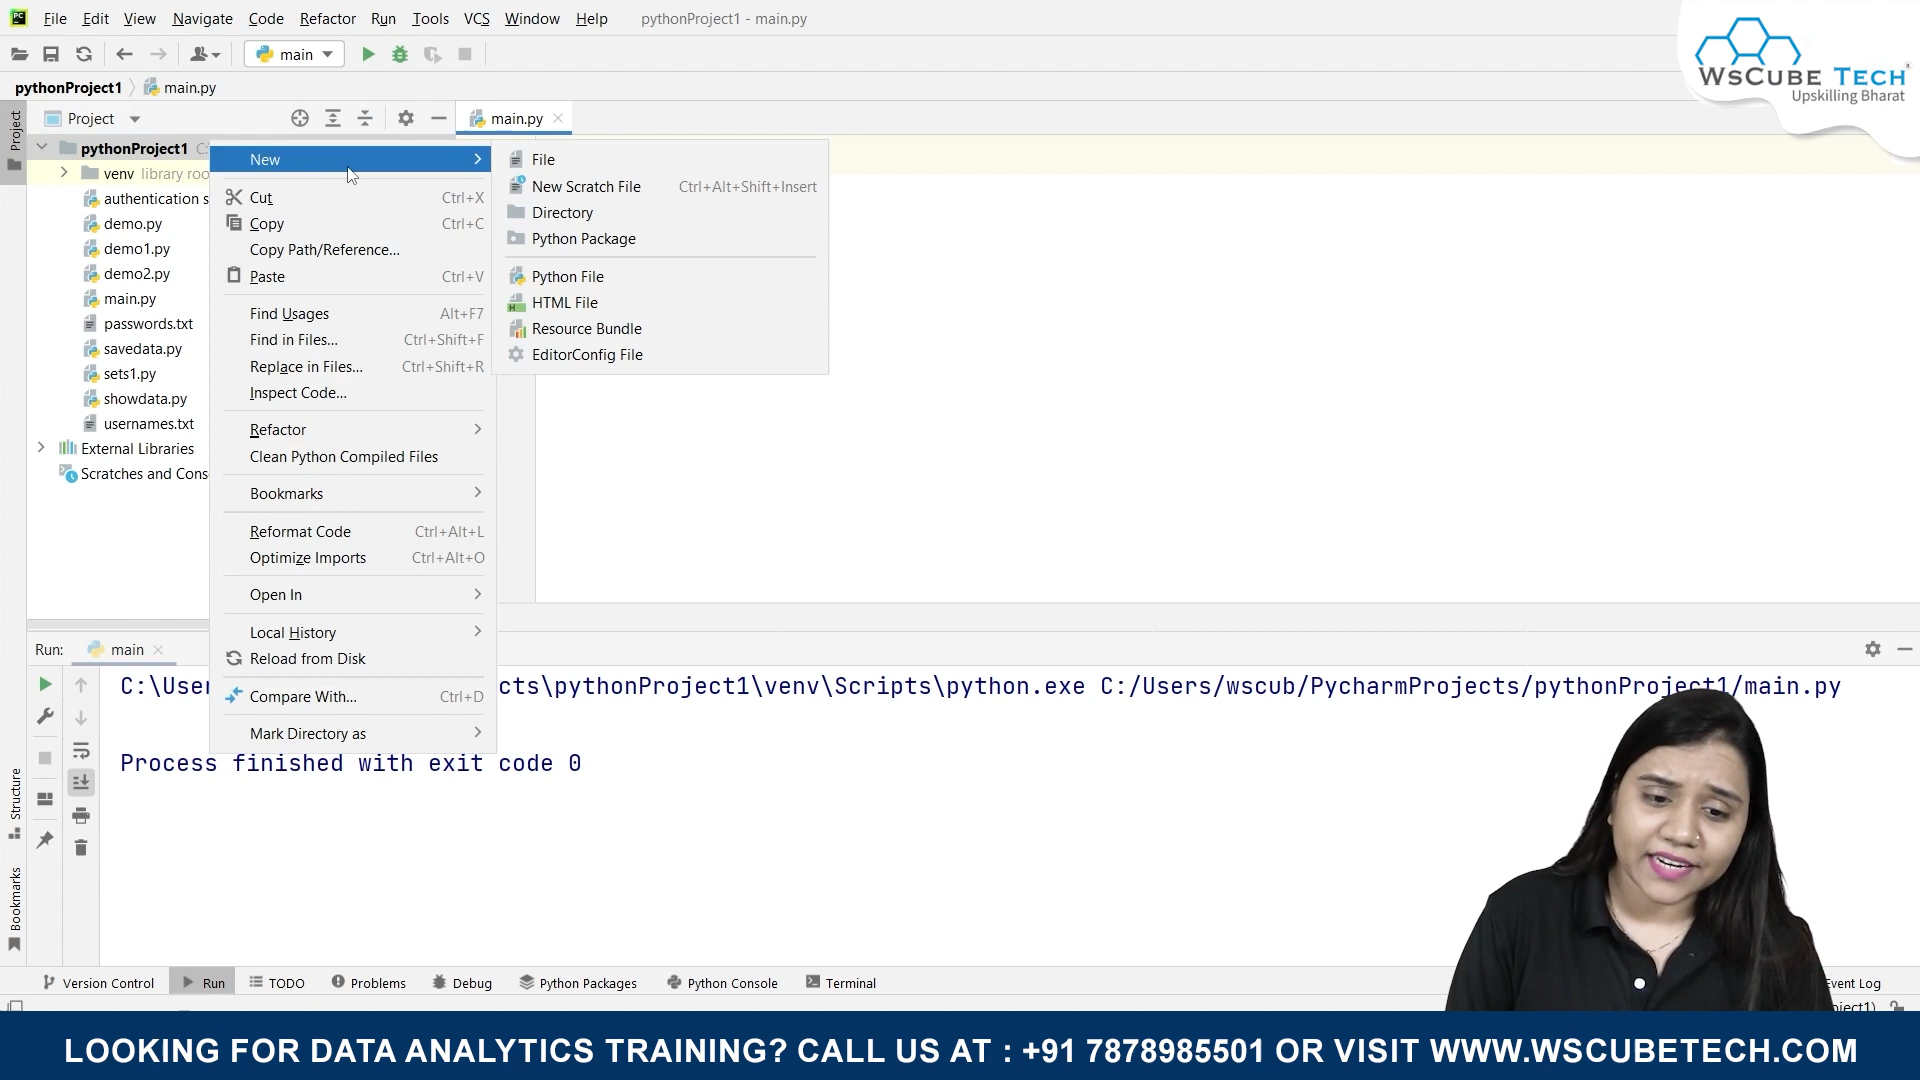 File Edit View Navigate Code Refactor Run Tools VCS Window Help pythonProject1 - main.py
main
pythonProject1 main.py
Project main.py
Project
pythonProject1 C:
venv library roo
authentication s
demo.py
demo1.py
demo2.py
main.py
passwords.txt
savedata.py
sets1.py
showdata.py
usernames.txt
External Libraries
Scratches and Cons
New
Cut Ctrl+X
Copy Ctrl+C
Copy Path/Reference...
Paste Ctrl+V
Find Usages Alt+F7
Find in Files... Ctrl+Shift+F
Replace in Files... Ctrl+Shift+R
Inspect Code...
Refactor
Clean Python Compiled Files
Bookmarks
Reformat Code Ctrl+Alt+L
Optimize Imports Ctrl+Alt+O
Open In
Local History
Reload from Disk
Compare With... Ctrl+D
Mark Directory as
File
New Scratch File Ctrl+Alt+Shift+Insert
Directory
Python Package
Python File
HTML File
Resource Bundle
EditorConfig File
WsCube Tech
Upskilling Bharat
Run: main
C:\User cts\pythonProject1\venv\Scripts\python.exe C:/Users/wscub/PycharmProjects/pythonProject1/main.py
Process finished with exit code 0
Structure
Bookmarks
Version Control Run TODO Problems Debug Python Packages Python Console Terminal Event Log
oject1)
LOOKING FOR DATA ANALYTICS TRAINING? CALL US AT : +91 7878985501 OR VISIT WWW.WSCUBETECH.COM